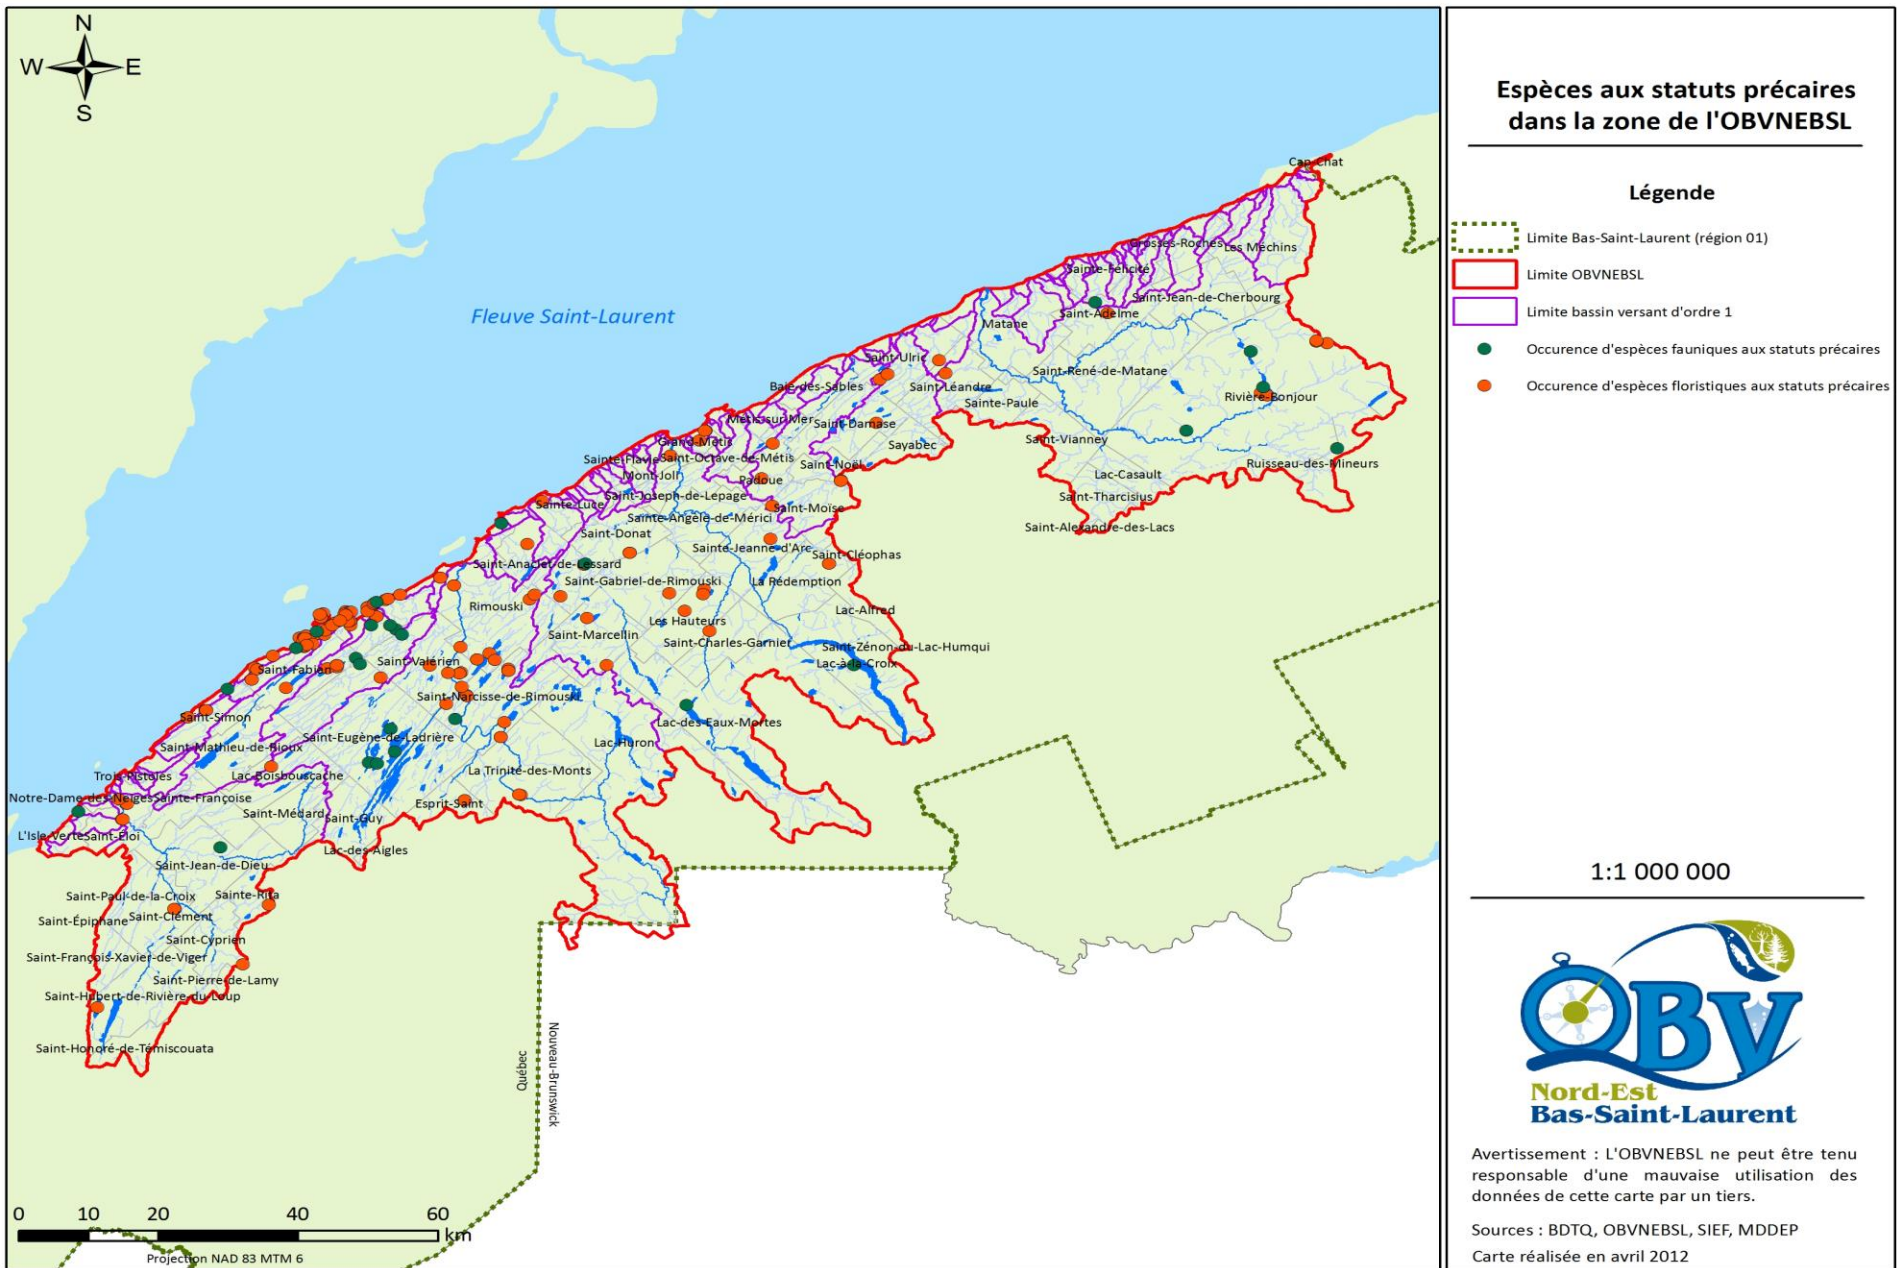 N
W E
S
Fleuve Saint-Laurent
Cap-Chat
Grosses-Roches
Les Méchins
Sainte-Félicité
Saint-Jean-de-Cherbourg
Saint-Adelme
Matane
Saint-Ulric
Saint-René-de-Matane
Baie-des-Sables
Saint-Léandre
Rivière-Bonjour
Sainte-Paule
Métis-sur-Mer
Saint-Damase
Grand-Métis
Sayabec
Saint-Vianney
Sainte-Flavie
Saint-Octave-de-Métis
Saint-Noël
Ruisseau-des-Mineurs
Mont-Joli
Padoue
Lac-Casault
Saint-Joseph-de-Lepage
Saint-Tharcisius
Sainte-Luce
Saint-Moïse
Sainte-Angèle-de-Mérici
Saint-Alexandre-des-Lacs
Saint-Donat
Sainte-Jeanne-d'Arc
Saint-Cléophas
Saint-Anaclet-de-Lessard
Saint-Gabriel-de-Rimouski
La Rédemption
Rimouski
Lac-Alfred
Les Hauteurs
Saint-Marcellin
Saint-Charles-Garnier
Saint-Zénon-du-Lac-Humqui
Saint-Valérien
Lac-à-la-Croix
Saint-Fabien
Saint-Narcisse-de-Rimouski
Saint-Simon
Lac-des-Eaux-Mortes
Saint-Eugène-de-Ladrière
Lac-Huron
Saint-Mathieu-de-Rioux
La Trinité-des-Monts
Trois-Pistoles
Lac-Boisbouscache
Notre-Dame-des-Neiges
Sainte-Françoise
Esprit-Saint
Saint-Médard
Saint-Guy
L'Isle-Verte
Saint-Éloi
Lac-des-Aigles
Saint-Jean-de-Dieu
Saint-Paul-de-la-Croix
Sainte-Rita
Saint-Épiphane
Saint-Clément
Saint-Cyprien
Saint-François-Xavier-de-Viger
Saint-Pierre-de-Lamy
Saint-Hubert-de-Rivière-du-Loup
Saint-Honoré-de-Témiscouata
Québec
Nouveau-Brunswick
0 10 20 40 60
km
Projection NAD 83 MTM 6
Espèces aux statuts précaires
dans la zone de l'OBVNEBSL
Légende
Limite Bas-Saint-Laurent (région 01)
Limite OBVNEBSL
Limite bassin versant d'ordre 1
Occurence d'espèces fauniques aux statuts précaires
Occurence d'espèces floristiques aux statuts précaires
1:1 000 000
OBV
Nord-Est
Bas-Saint-Laurent
Avertissement : L'OBVNEBSL ne peut être tenu
responsable d'une mauvaise utilisation des
données de cette carte par un tiers.
Sources : BDTQ, OBVNEBSL, SIEF, MDDEP
Carte réalisée en avril 2012